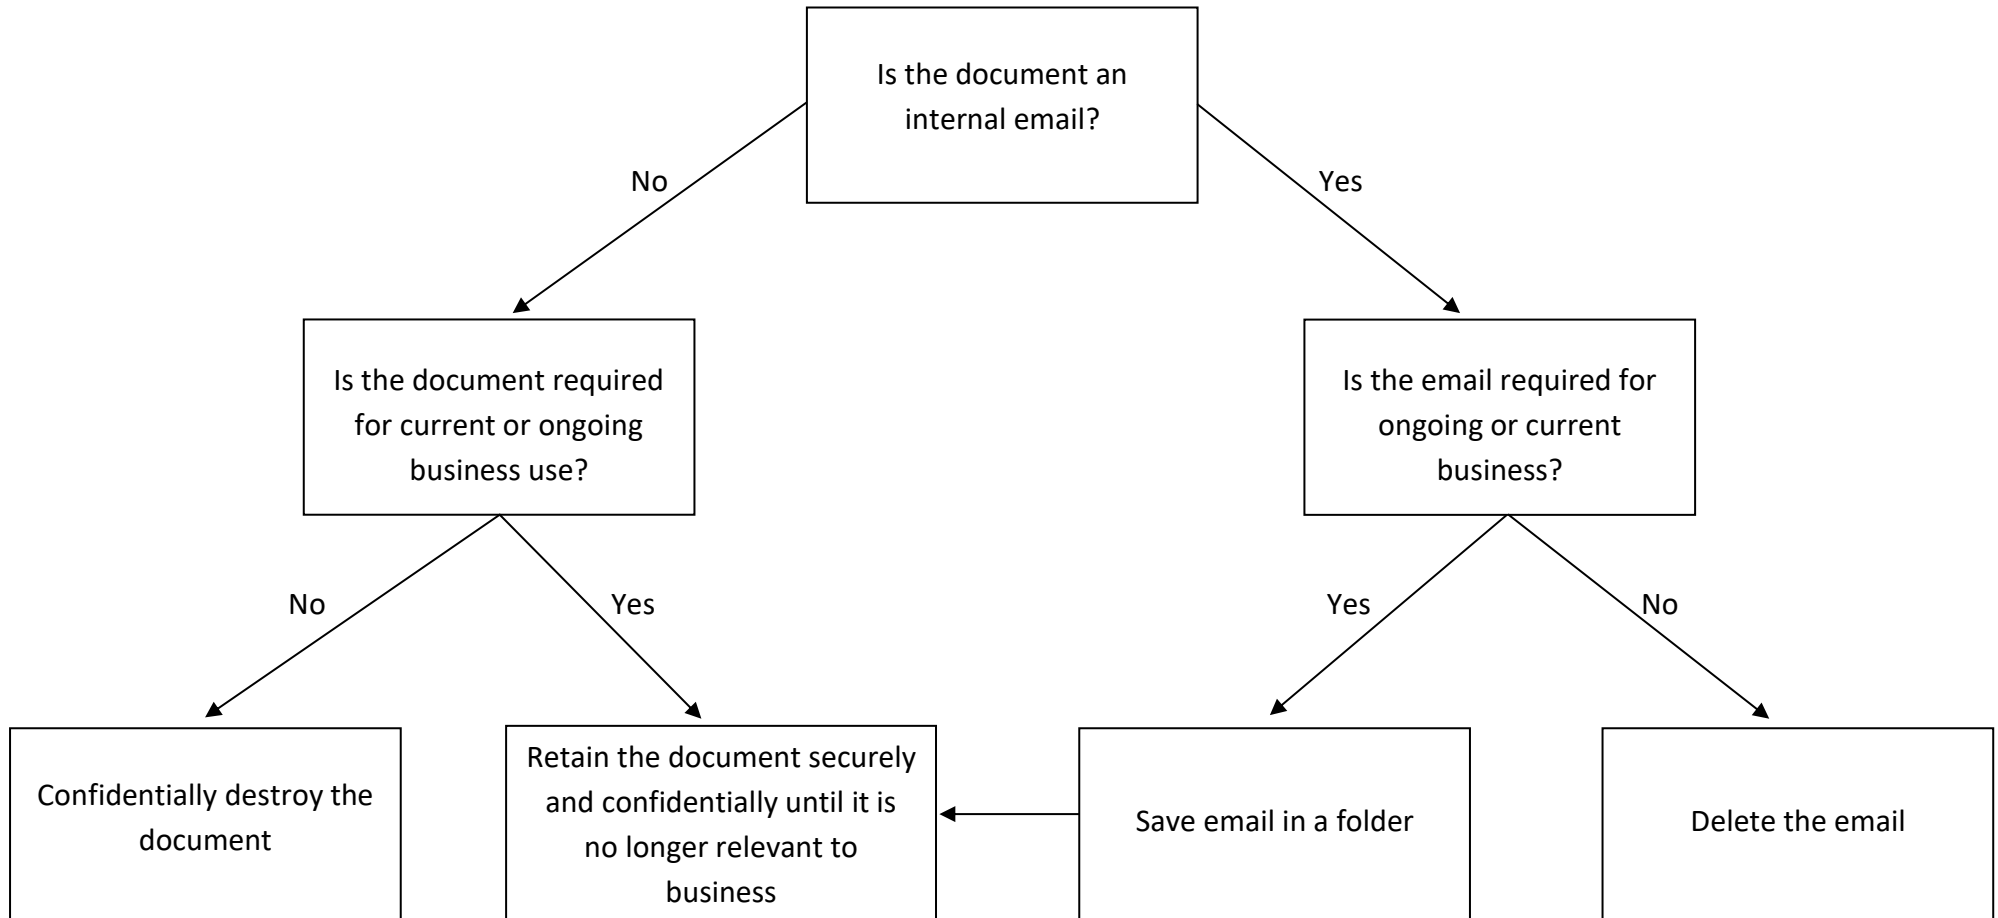 Is the document an
internal email?
No
Yes
Is the document required
for current or ongoing
business use?
Is the email required for
ongoing or current
business?
No
Yes
Yes
No
Confidentially destroy the
document
Retain the document securely
and confidentially until it is
no longer relevant to
business
Save email in a folder
Delete the email